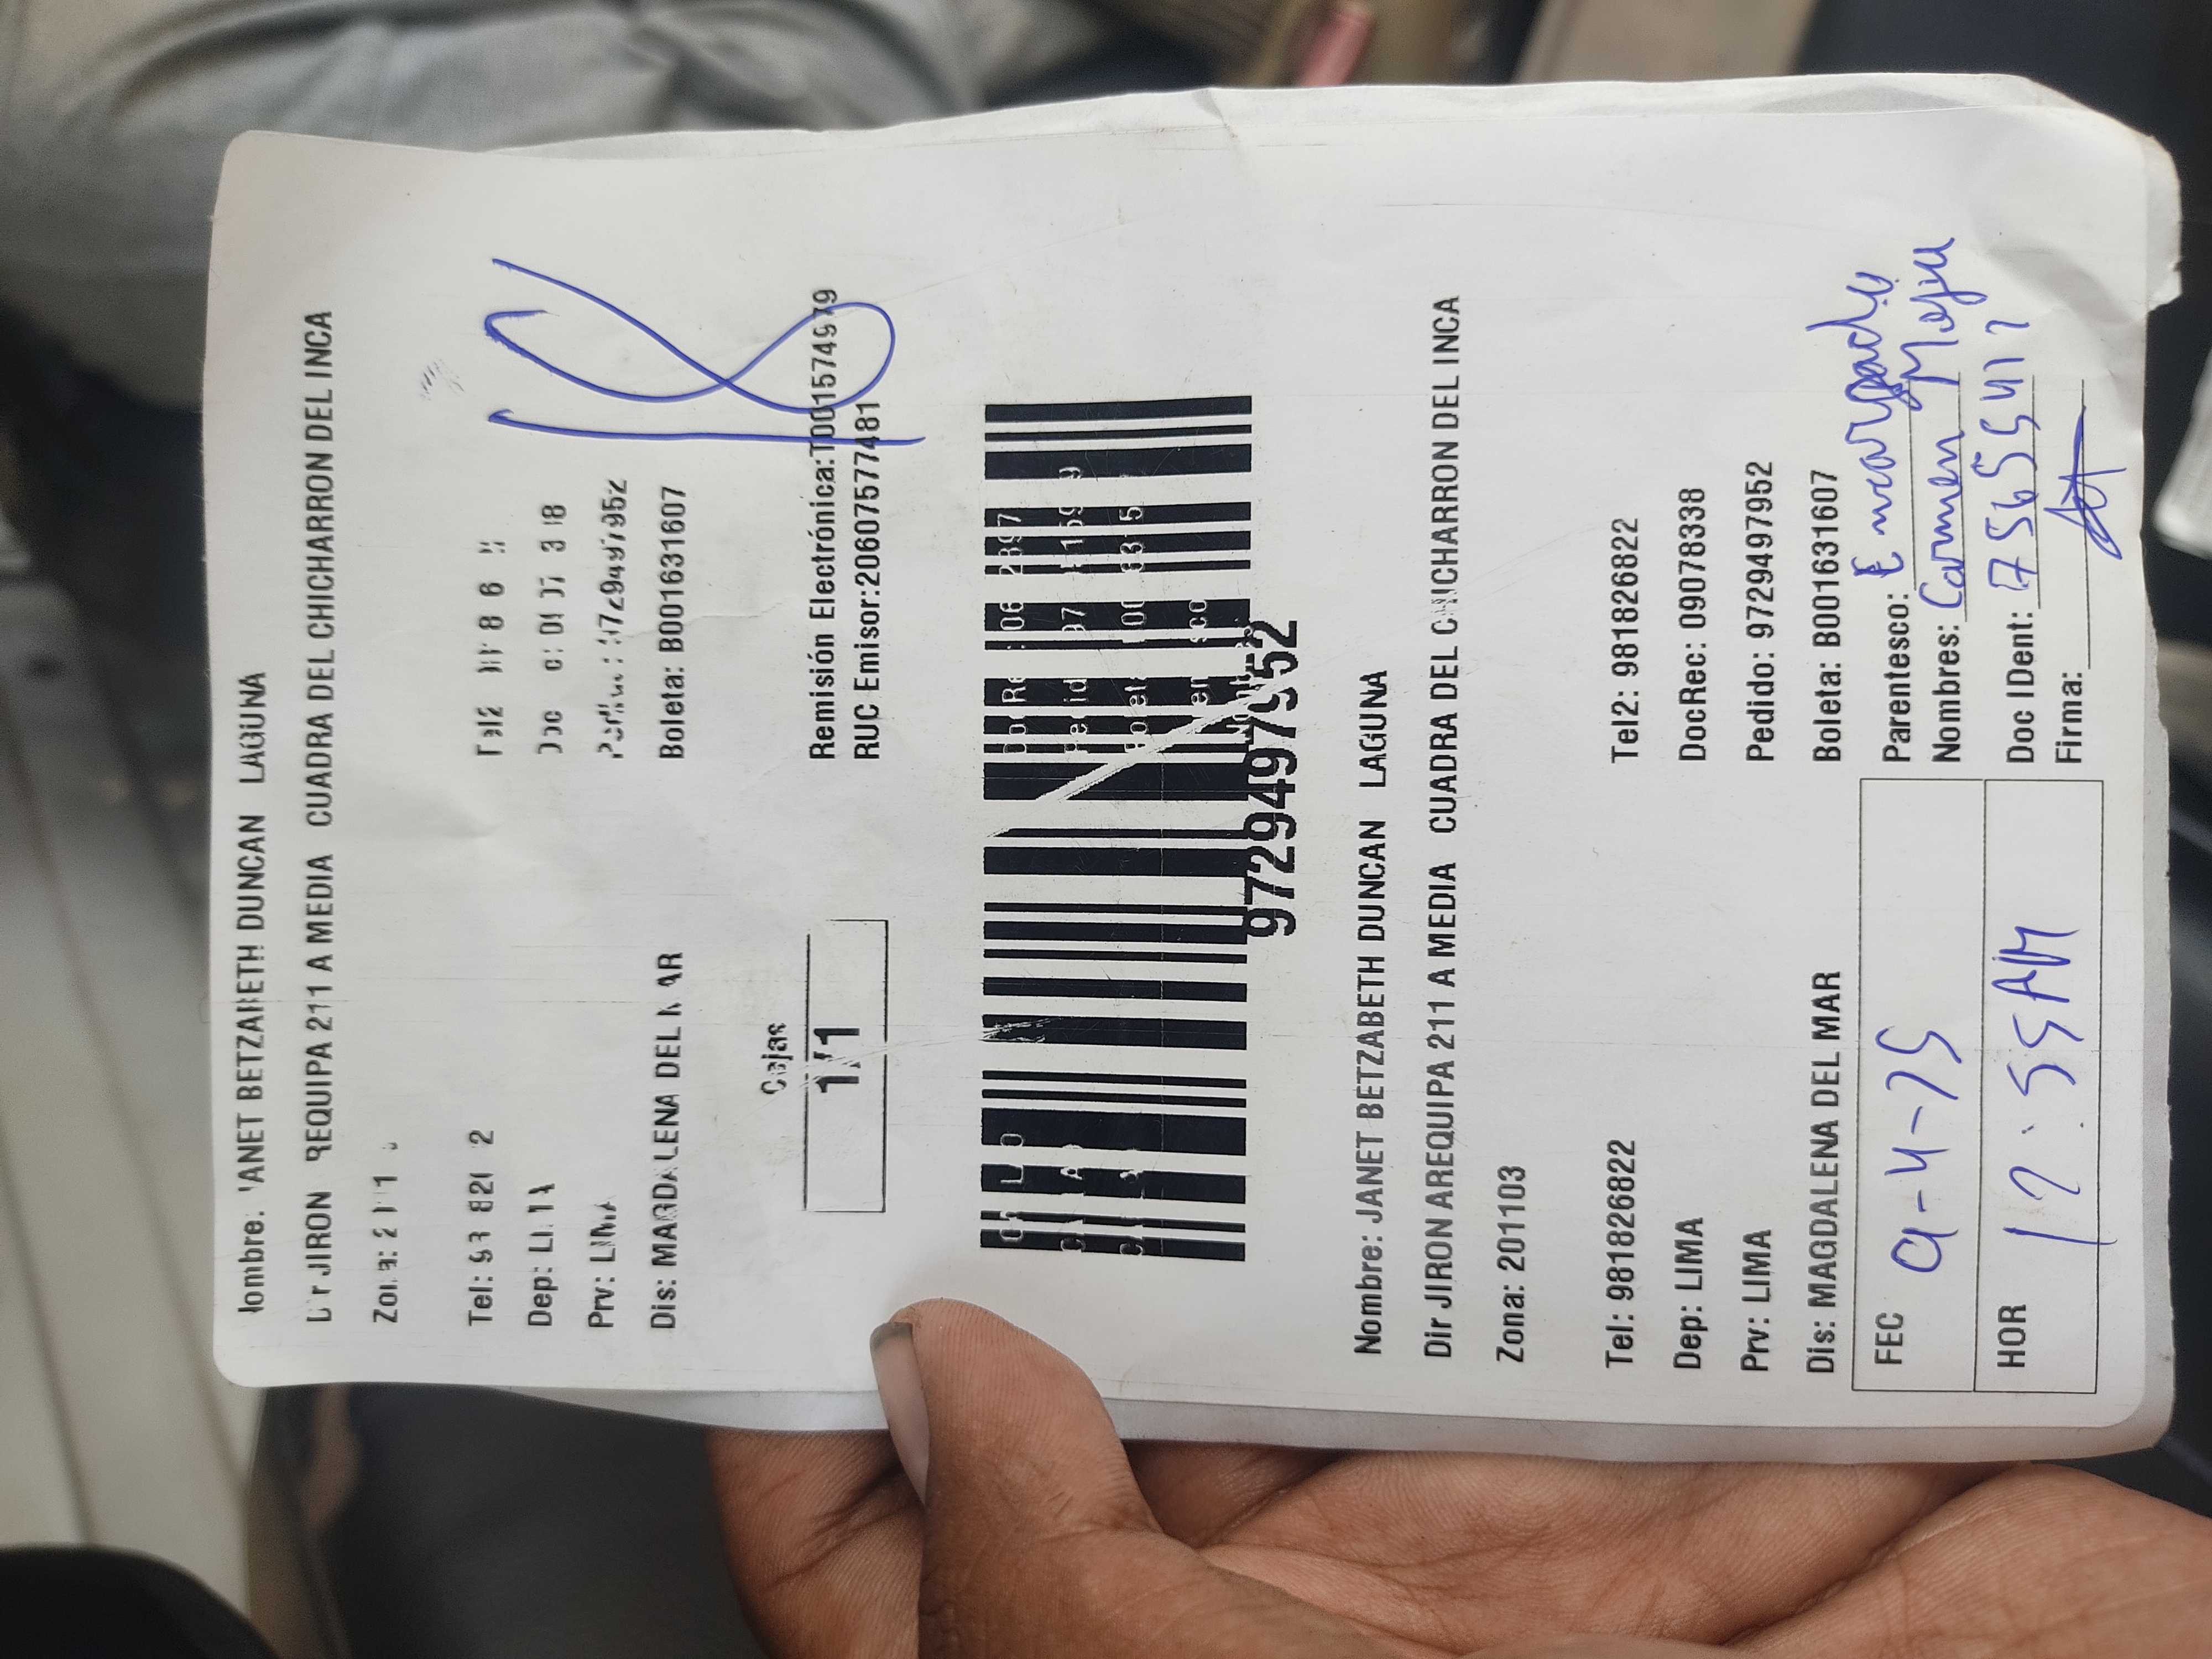 Nombre: JANET BETZABETH DUNCAN LAGUNA
Dir JIRON AREQUIPA 211 A MEDIA CUADRA DEL CHICHARRON DEL INCA
Tel2
Tel:
Dep: LIMA
Prv: LIMA
Pedido: 9729497952
Dis: MAGDALENA DEL MAR
Boleta: B001631607
18
Cajas
1/1
Remisión Electrónica:T001574979
RUC Emisor:20607577481
9729497952
Nombre: JANET BETZABETH DUNCAN LAGUNA
Dir JIRON AREQUIPA 211 A MEDIA CUADRA DEL CHICHARRON DEL INCA
Zona: 201103
Tel: 981826822 Tel2: 981826822
Dep: LIMA DocRec: 09078338
Prv: LIMA Pedido: 9729497952
Dis: MAGDALENA DEL MAR Boleta: B001631607
FEC 9-4-25
HOR 12:55AM
Parentesco: Encargado
Nombres: Carmen
Doc IDent:
Firma: